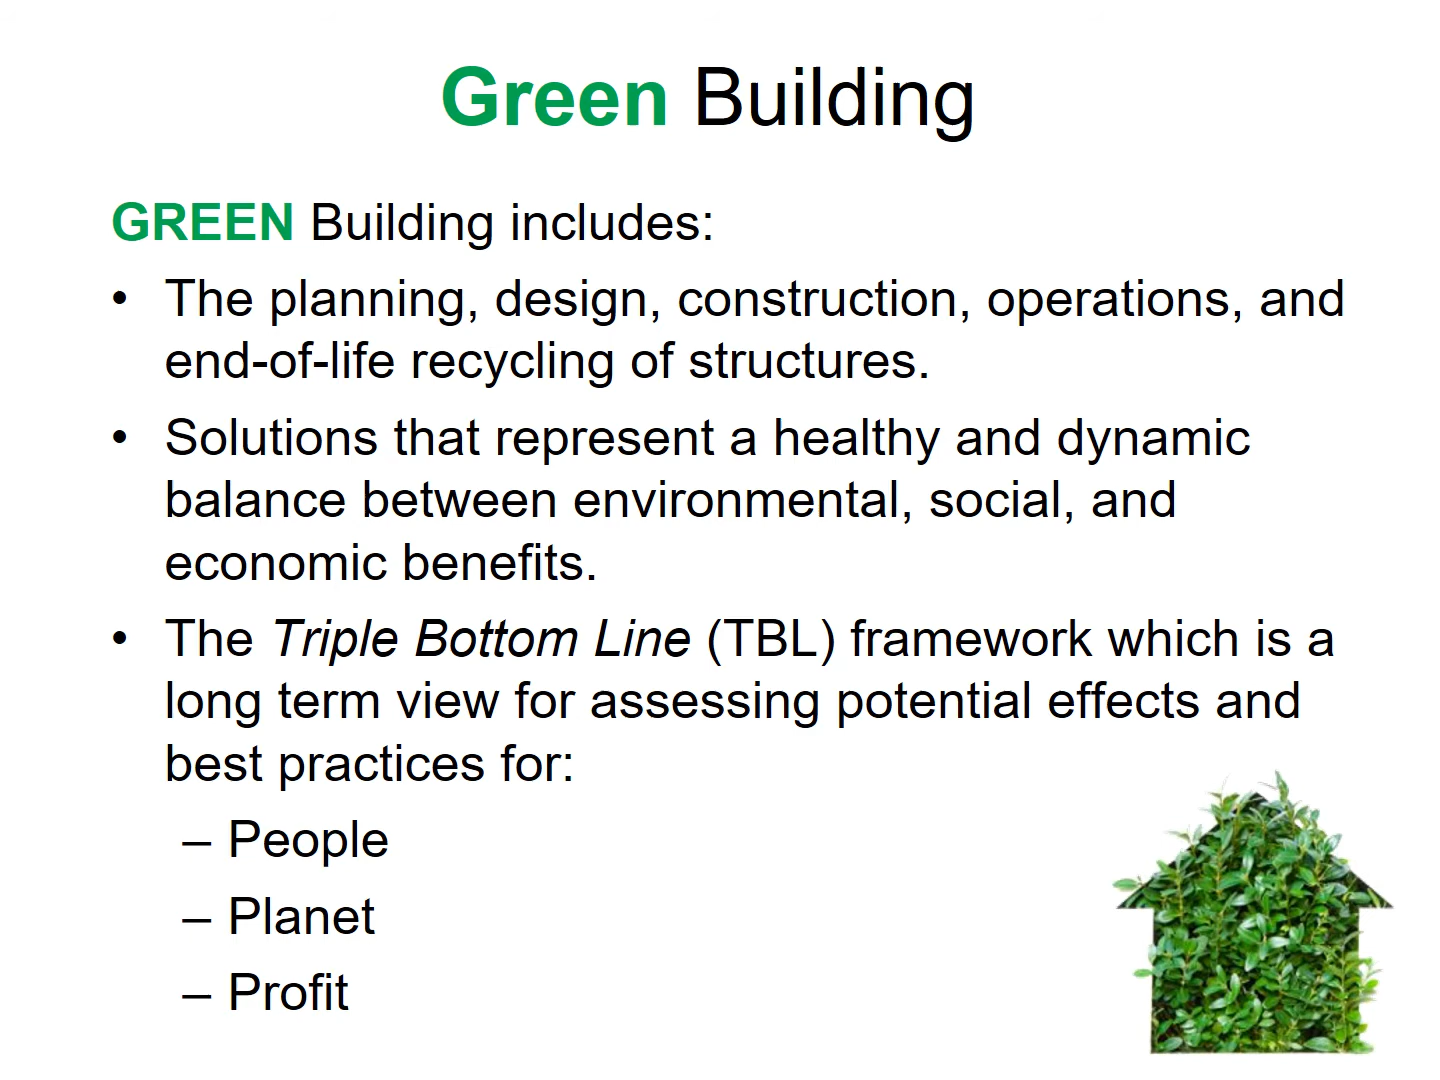 Green Building
GREEN Building includes:
• The planning, design, construction, operations, and
end-of-life recycling of structures.
• Solutions that represent a healthy and dynamic
balance between environmental, social, and
economic benefits.
• The Triple Bottom Line (TBL) framework which is a
long term view for assessing potential effects and
best practices for:
– People
– Planet
– Profit